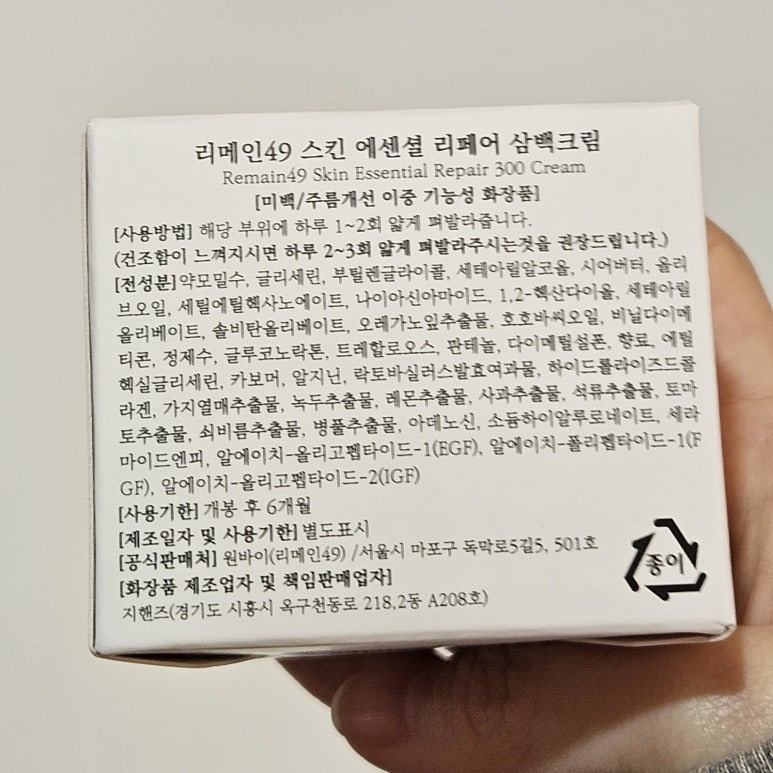 리메인49 스킨 에센셜 리페어 삼백크림
Remain49 Skin Essential Repair 300 Cream
[미백/주름개선 이중 기능성 화장품]
[사용방법] 해당 부위에 하루 1~2회 얇게 펴발라줍니다.
(건조함이 느껴지시면 하루 2~3회 얇게 펴발라주시는것을 권장드립니다.)
[전성분]약모밀수, 글리세린, 부틸렌글라이콜, 세테아릴알코올, 시어버터, 올리
브오일, 세틸에틸헥사노에이트, 나이아신아마이드, 1,2-헥산다이올, 세테아릴
올리베이트, 솔비탄올리베이트, 오레가노잎추출물, 호호바씨오일, 비닐다이메
티콘, 정제수, 글루코노락톤, 트레할로오스, 판테놀, 다이메틸설폰, 향료, 에틸
헥실글리세린, 카보머, 알지닌, 락토바실러스발효여과물, 하이드롤라이즈드콜
라겐, 가지열매추출물, 녹두추출물, 레몬추출물, 사과추출물, 석류추출물, 토마
토추출물, 쇠비름추출물, 병풀추출물, 아데노신, 소듐하이알루로네이트, 세라
마이드엔피, 알에이치-올리고펩타이드-1(EGF), 알에이치-폴리펩타이드-1(F
GF), 알에이치-올리고펩타이드-2(IGF)
[사용기한] 개봉 후 6개월
[제조일자 및 사용기한] 별도표시
[공식판매처] 원바이(리메인49) /서울시 마포구 독막로5길5, 501호
[화장품 제조업자 및 책임판매업자]
지핸즈(경기도 시흥시 옥구천동로 218,2동 A208호)
종이